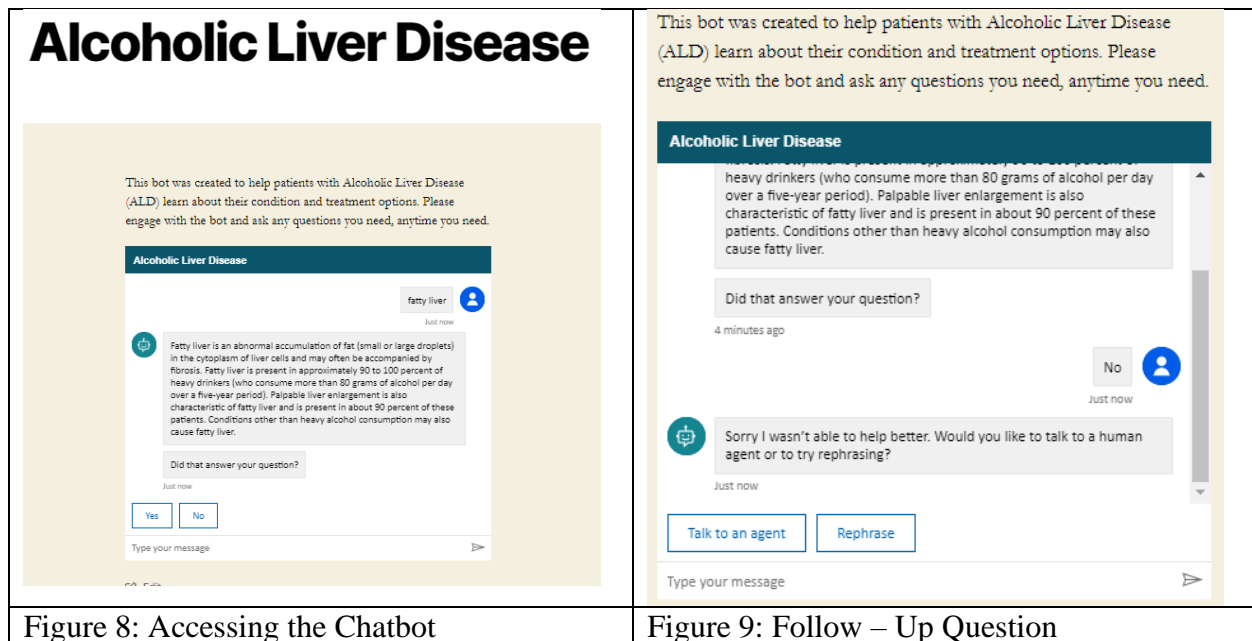 Alcoholic Liver Disease
This bot was created to help patients with Alcoholic Liver Disease
(ALD) learn about their condition and treatment options. Please
engage with the bot and ask any questions you need, anytime you need.
Alcoholic Liver Disease
fatty liver
Just now
Fatty liver is an abnormal accumulation of fat (small or large droplets)
in the cytoplasm of liver cells and may often be accompanied by
fibrosis. Fatty liver is present in approximately 90 to 100 percent of
heavy drinkers (who consume more than 80 grams of alcohol per day
over a five-year period). Palpable liver enlargement is also
characteristic of fatty liver and is present in about 90 percent of these
patients. Conditions other than heavy alcohol consumption may also
cause fatty liver.
Did that answer your question?
Just now
Yes
No
Type your message
Figure 8: Accessing the Chatbot
This bot was created to help patients with Alcoholic Liver Disease
(ALD) learn about their condition and treatment options. Please
engage with the bot and ask any questions you need, anytime you need.
Alcoholic Liver Disease
heavy drinkers (who consume more than 80 grams of alcohol per day
over a five-year period). Palpable liver enlargement is also
characteristic of fatty liver and is present in about 90 percent of these
patients. Conditions other than heavy alcohol consumption may also
cause fatty liver.
Did that answer your question?
4 minutes ago
No
Just now
Sorry I wasn't able to help better. Would you like to talk to a human
agent or to try rephrasing?
Just now
Talk to an agent
Rephrase
Type your message
Figure 9: Follow – Up Question